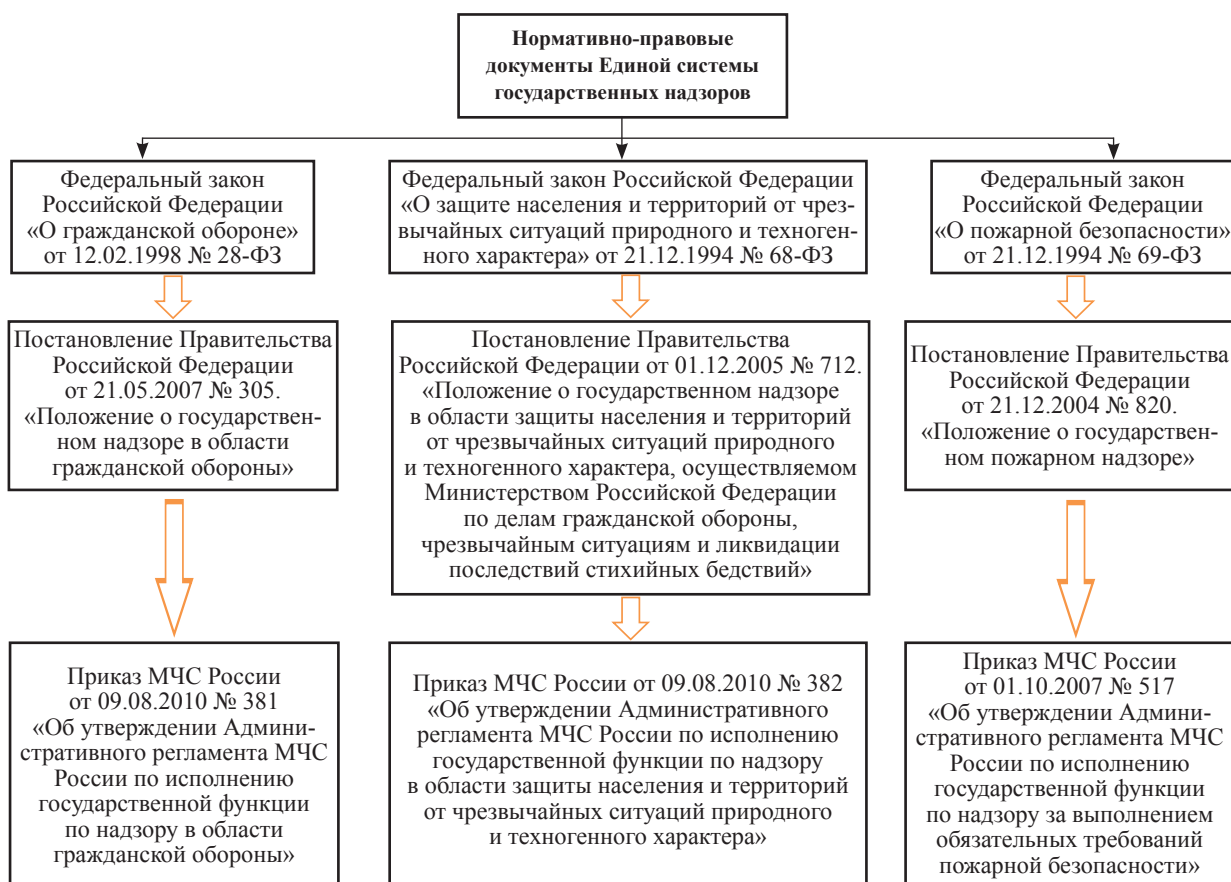 Нормативно-правовые
документы Единой системы
государственных надзоров
Федеральный закон
Российской Федерации
«О гражданской обороне»
от 12.02.1998 № 28-ФЗ
Федеральный закон Российской Федерации
«О защите населения и территорий от чрез-
вычайных ситуаций природного и техноген-
ного характера» от 21.12.1994 № 68-ФЗ
Федеральный закон
Российской Федерации
«О пожарной безопасности»
от 21.12.1994 № 69-ФЗ
Постановление Правительства
Российской Федерации
от 21.05.2007 № 305.
«Положение о государствен-
ном надзоре в области
гражданской обороны»
Постановление Правительства
Российской Федерации от 01.12.2005 № 712.
«Положение о государственном надзоре
в области защиты населения и территорий
от чрезвычайных ситуаций природного
и техногенного характера, осуществляемом
Министерством Российской Федерации
по делам гражданской обороны,
чрезвычайным ситуациям и ликвидации
последствий стихийных бедствий»
Постановление Правительства
Российской Федерации
от 21.12.2004 № 820.
«Положение о государствен-
ном пожарном надзоре»
Приказ МЧС России
от 09.08.2010 № 381
«Об утверждении Админи-
стративного регламента МЧС
России по исполнению
государственной функции
по надзору в области
гражданской обороны»
Приказ МЧС России от 09.08.2010 № 382
«Об утверждении Административного
регламента МЧС России по исполнению
государственной функции по надзору
в области защиты населения и территорий
от чрезвычайных ситуаций природного
и техногенного характера»
Приказ МЧС России
от 01.10.2007 № 517
«Об утверждении Админи-
стративного регламента МЧС
России по исполнению
государственной функции
по надзору за выполнением
обязательных требований
пожарной безопасности»